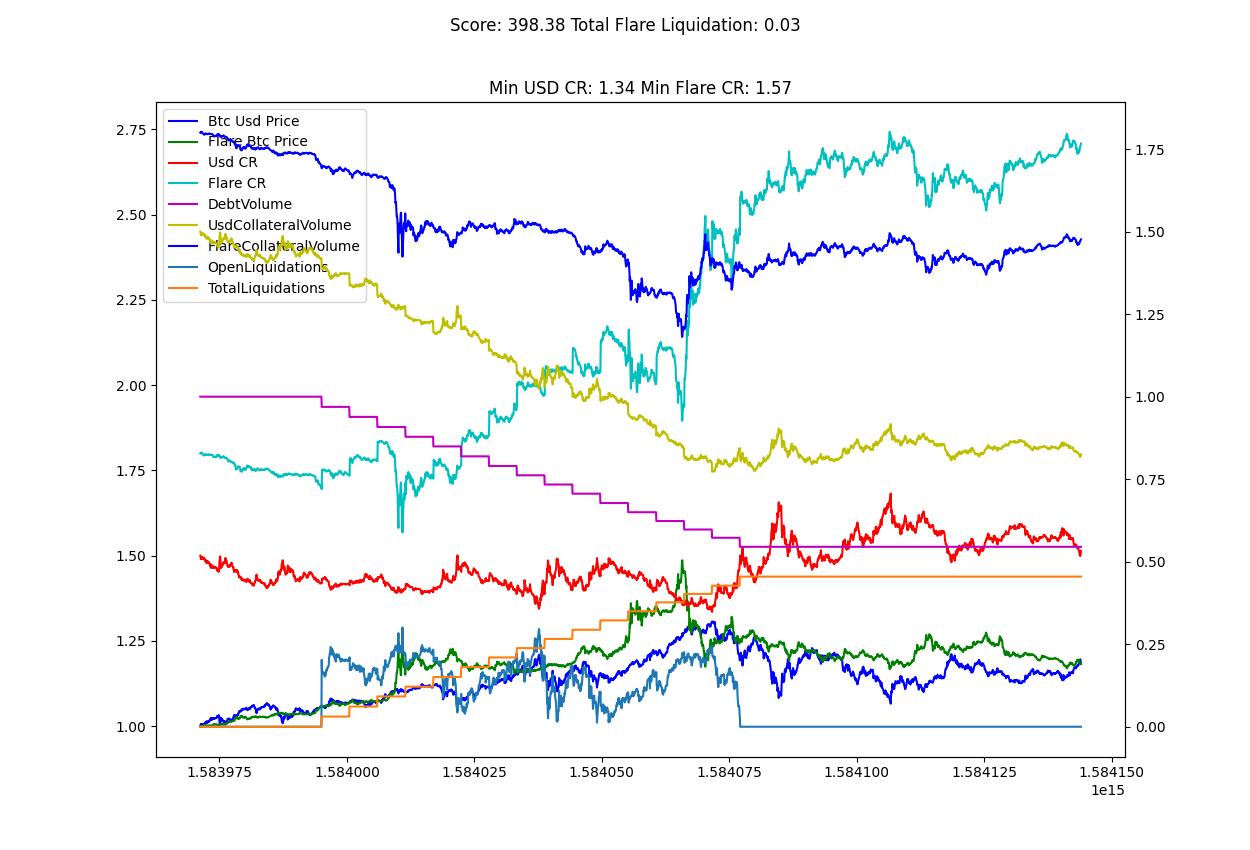 Score: 398.38 Total Flare Liquidation: 0.03
Min USD CR: 1.34 Min Flare CR: 1.57
Btc Usd Price
Flare Btc Price
Usd CR
Flare CR
DebtVolume
UsdCollateralVolume
FlareCollateralVolume
OpenLiquidations
TotalLiquidations
2.75
2.50
2.25
2.00
1.75
1.50
1.25
1.00
1.75
1.50
1.25
1.00
0.75
0.50
0.25
0.00
1.583975 1.584000 1.584025 1.584050 1.584075 1.584100 1.584125 1.584150
1e15